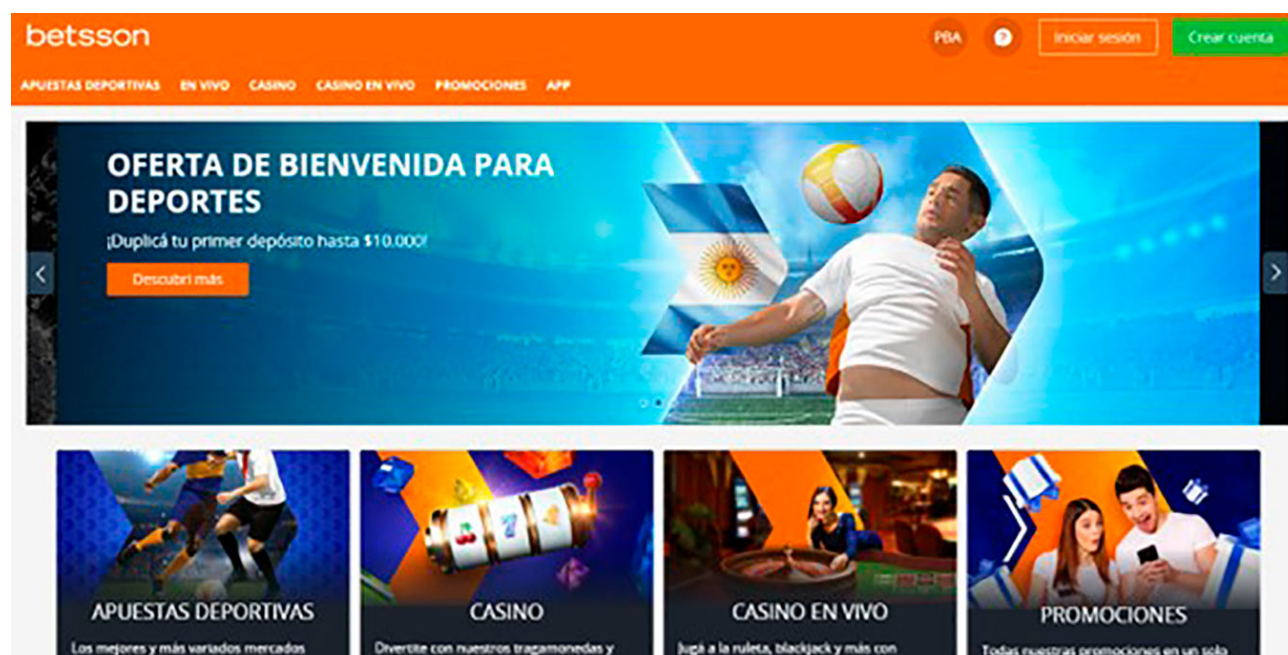 betsson
PBA
?
Iniciar sesión
Crear cuenta
APUESTAS DEPORTIVAS EN VIVO CASINO CASINO EN VIVO PROMOCIONES APP
OFERTA DE BIENVENIDA PARA
DEPORTES
¡Duplicá tu primer depósito hasta $10.000!
Descubrí más
APUESTAS DEPORTIVAS
Los mejores y más variados mercados
CASINO
Divertite con nuestros tragamonedas y
CASINO EN VIVO
Jugá a la ruleta, blackjack y más con
PROMOCIONES
Todas nuestras promociones en un solo